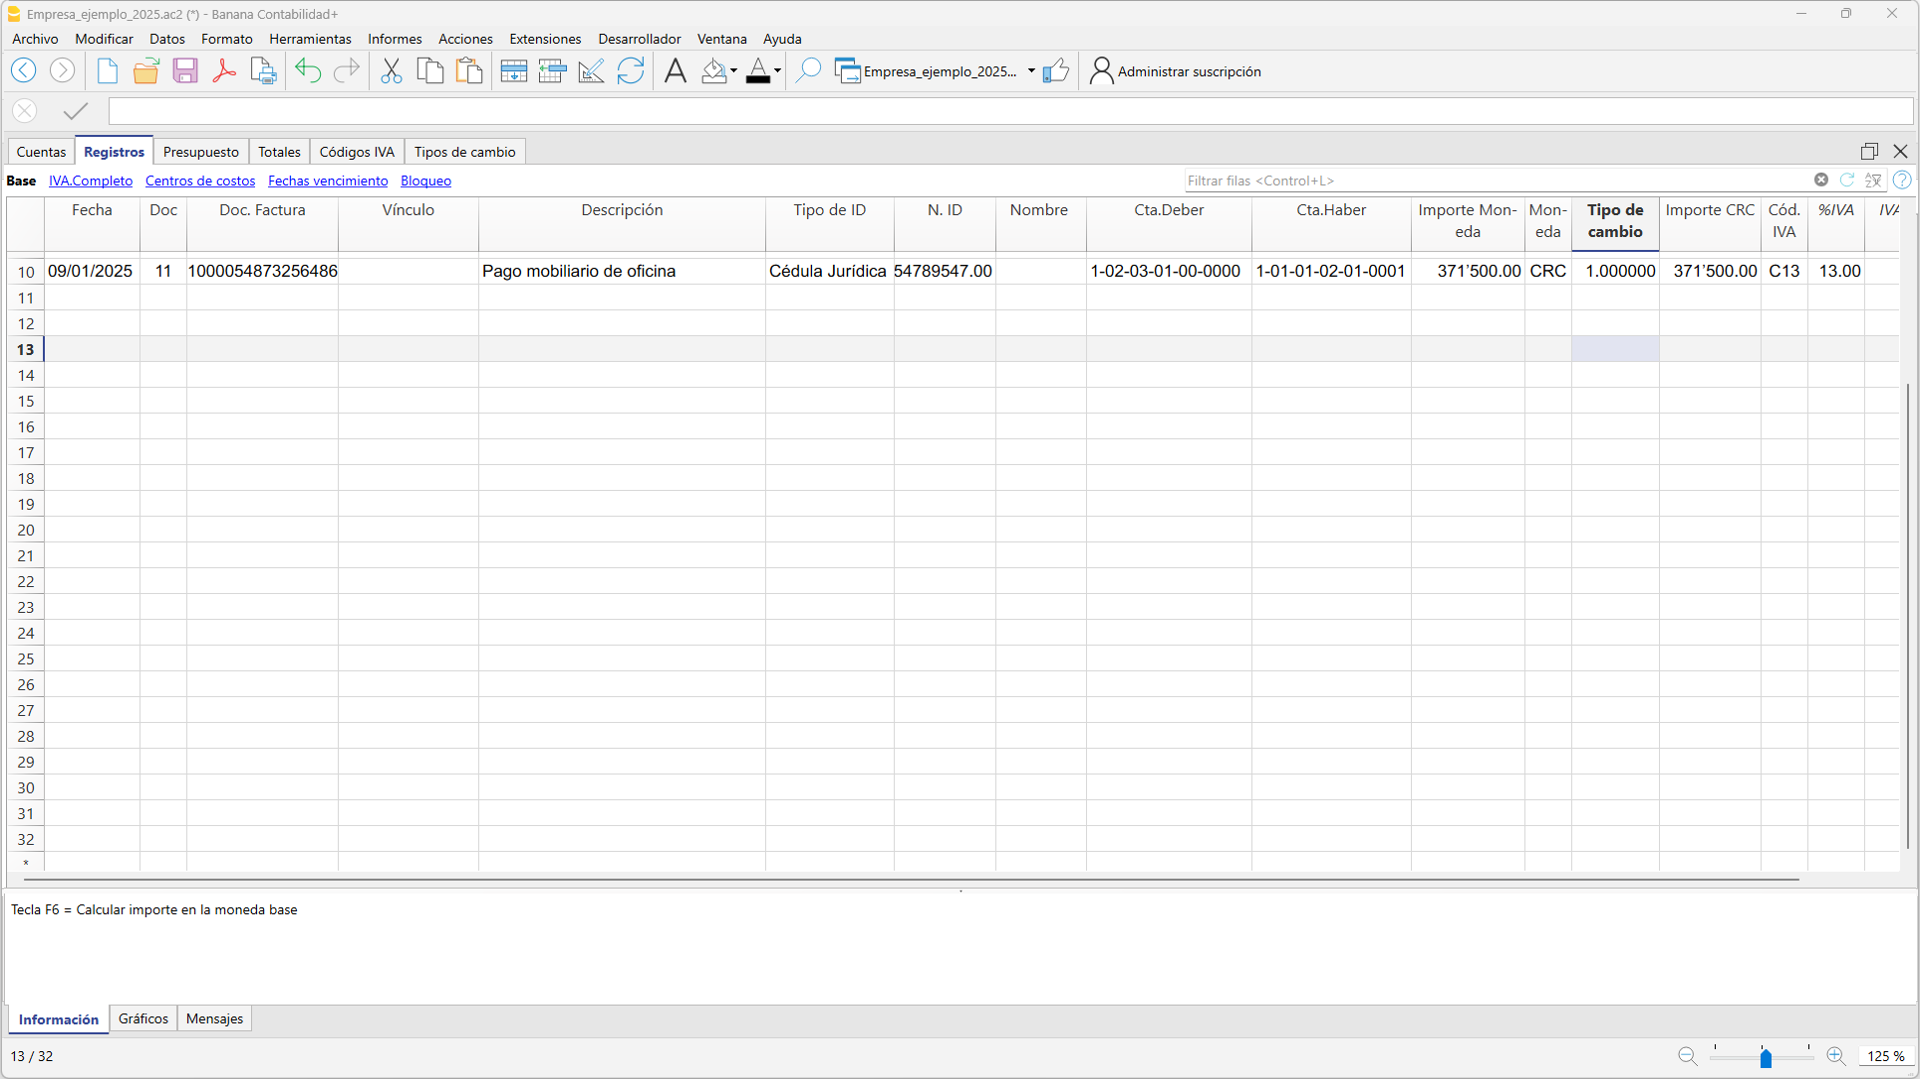 Empresa_ejemplo_2025.ac2 (*) - Banana Contabilidad+
Archivo Modificar Datos Formato Herramientas Informes Acciones Extensiones Desarrollador Ventana Ayuda
Empresa_ejemplo_2025... Administrar suscripción
Cuentas Registros Presupuesto Totales Códigos IVA Tipos de cambio
Base IVA.Completo Centros de costos Fechas vencimiento Bloqueo Filtrar filas <Control+L>
Fecha Doc Doc. Factura Vínculo Descripción Tipo de ID N. ID Nombre Cta.Deber Cta.Haber Importe Mon- Mon- Tipo de Importe CRC Cód. %IVA IVA
eda eda cambio IVA
10 09/01/2025 11 1000054873256486 Pago mobiliario de oficina Cédula Jurídica 54789547.00 1-02-03-01-00-0000 1-01-01-02-01-0001 371'500.00 CRC 1.000000 371'500.00 C13 13.00
11
12
13
14
15
16
17
18
19
20
21
22
23
24
25
26
27
28
29
30
31
32
*
Tecla F6 = Calcular importe en la moneda base
Información Gráficos Mensajes
13 / 32 125 %